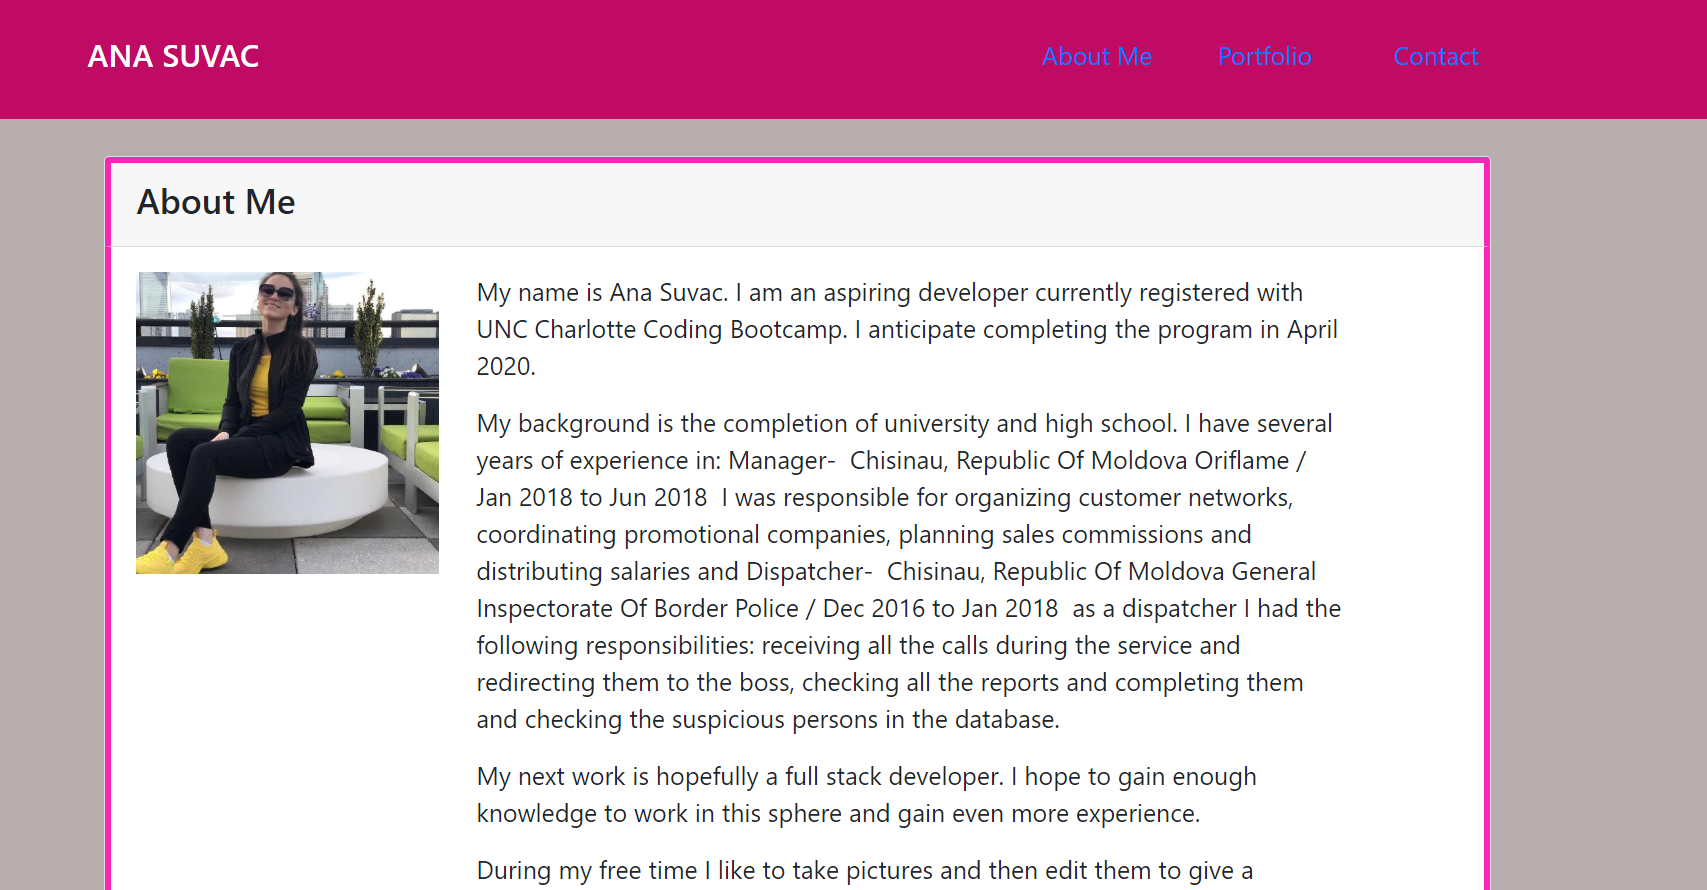 ANA SUVAC
About Me
Portfolio
Contact
About Me
My name is Ana Suvac. I am an aspiring developer currently registered with
UNC Charlotte Coding Bootcamp. I anticipate completing the program in April
2020.
My background is the completion of university and high school. I have several
years of experience in: Manager-  Chisinau, Republic Of Moldova Oriflame /
Jan 2018 to Jun 2018  I was responsible for organizing customer networks,
coordinating promotional companies, planning sales commissions and
distributing salaries and Dispatcher-  Chisinau, Republic Of Moldova General
Inspectorate Of Border Police / Dec 2016 to Jan 2018  as a dispatcher I had the
following responsibilities: receiving all the calls during the service and
redirecting them to the boss, checking all the reports and completing them
and checking the suspicious persons in the database.
My next work is hopefully a full stack developer. I hope to gain enough
knowledge to work in this sphere and gain even more experience.
During my free time I like to take pictures and then edit them to give a